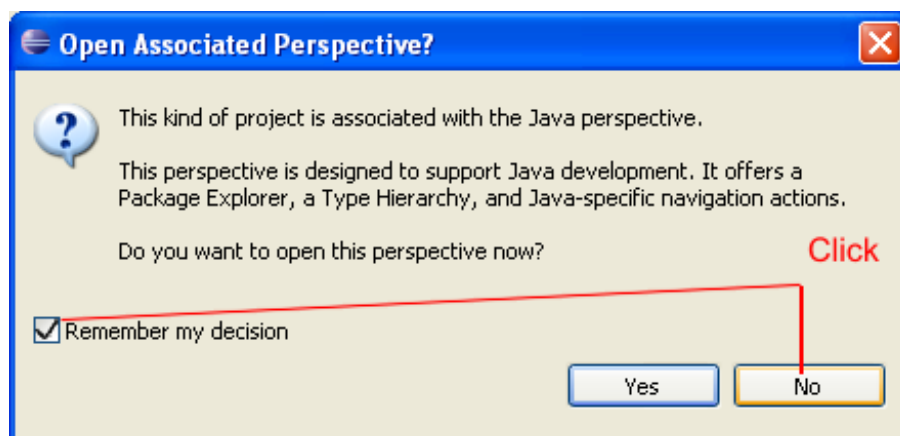 Open Associated Perspective?
This kind of project is associated with the Java perspective.
This perspective is designed to support Java development. It offers a
Package Explorer, a Type Hierarchy, and Java-specific navigation actions.
Do you want to open this perspective now?
Click
Remember my decision
Yes
No